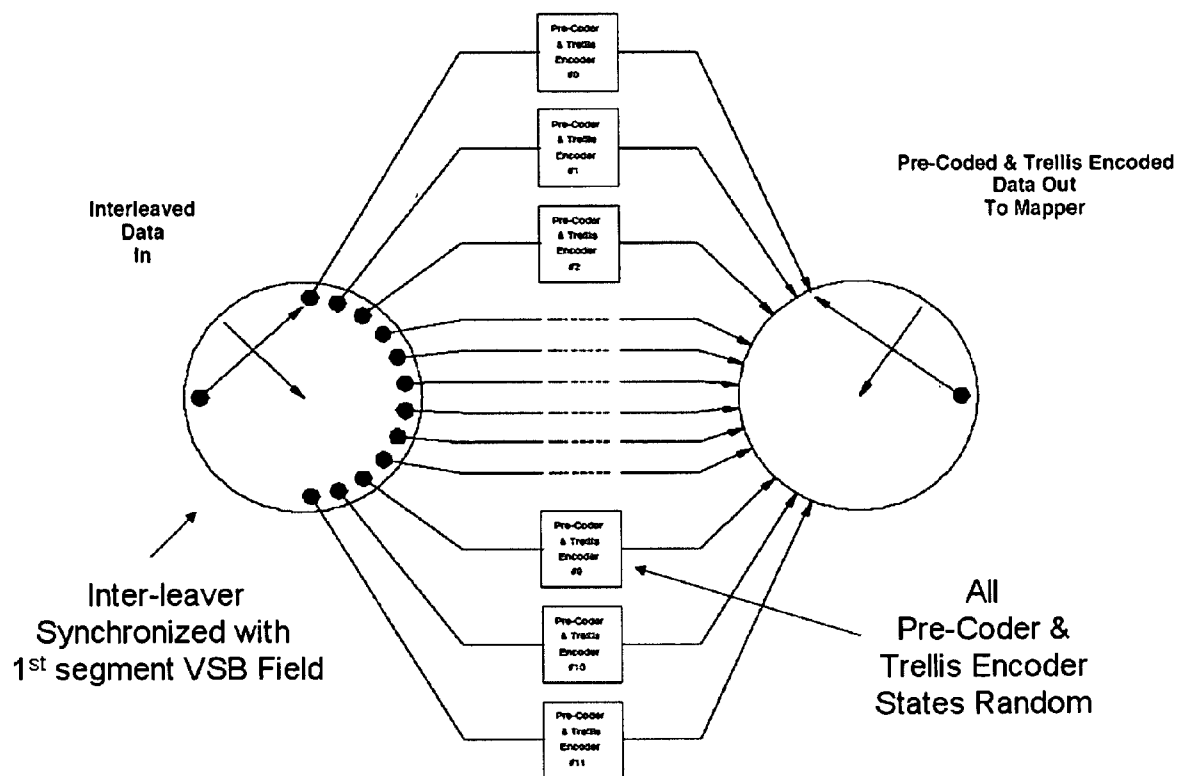 Pre-Coder
& Trellis
Encoder
#0
Pre-Coder
& Trellis
Encoder
#1
Pre-Coder
& Trellis
Encoder
#2
Interleaved
Data
In
Pre-Coded & Trellis Encoded
Data Out
To Mapper
Pre-Coder
& Trellis
Encoder
#9
Pre-Coder
& Trellis
Encoder
#10
Pre-Coder
& Trellis
Encoder
#11
Inter-leaver
Synchronized with
1st segment VSB Field
All
Pre-Coder &
Trellis Encoder
States Random